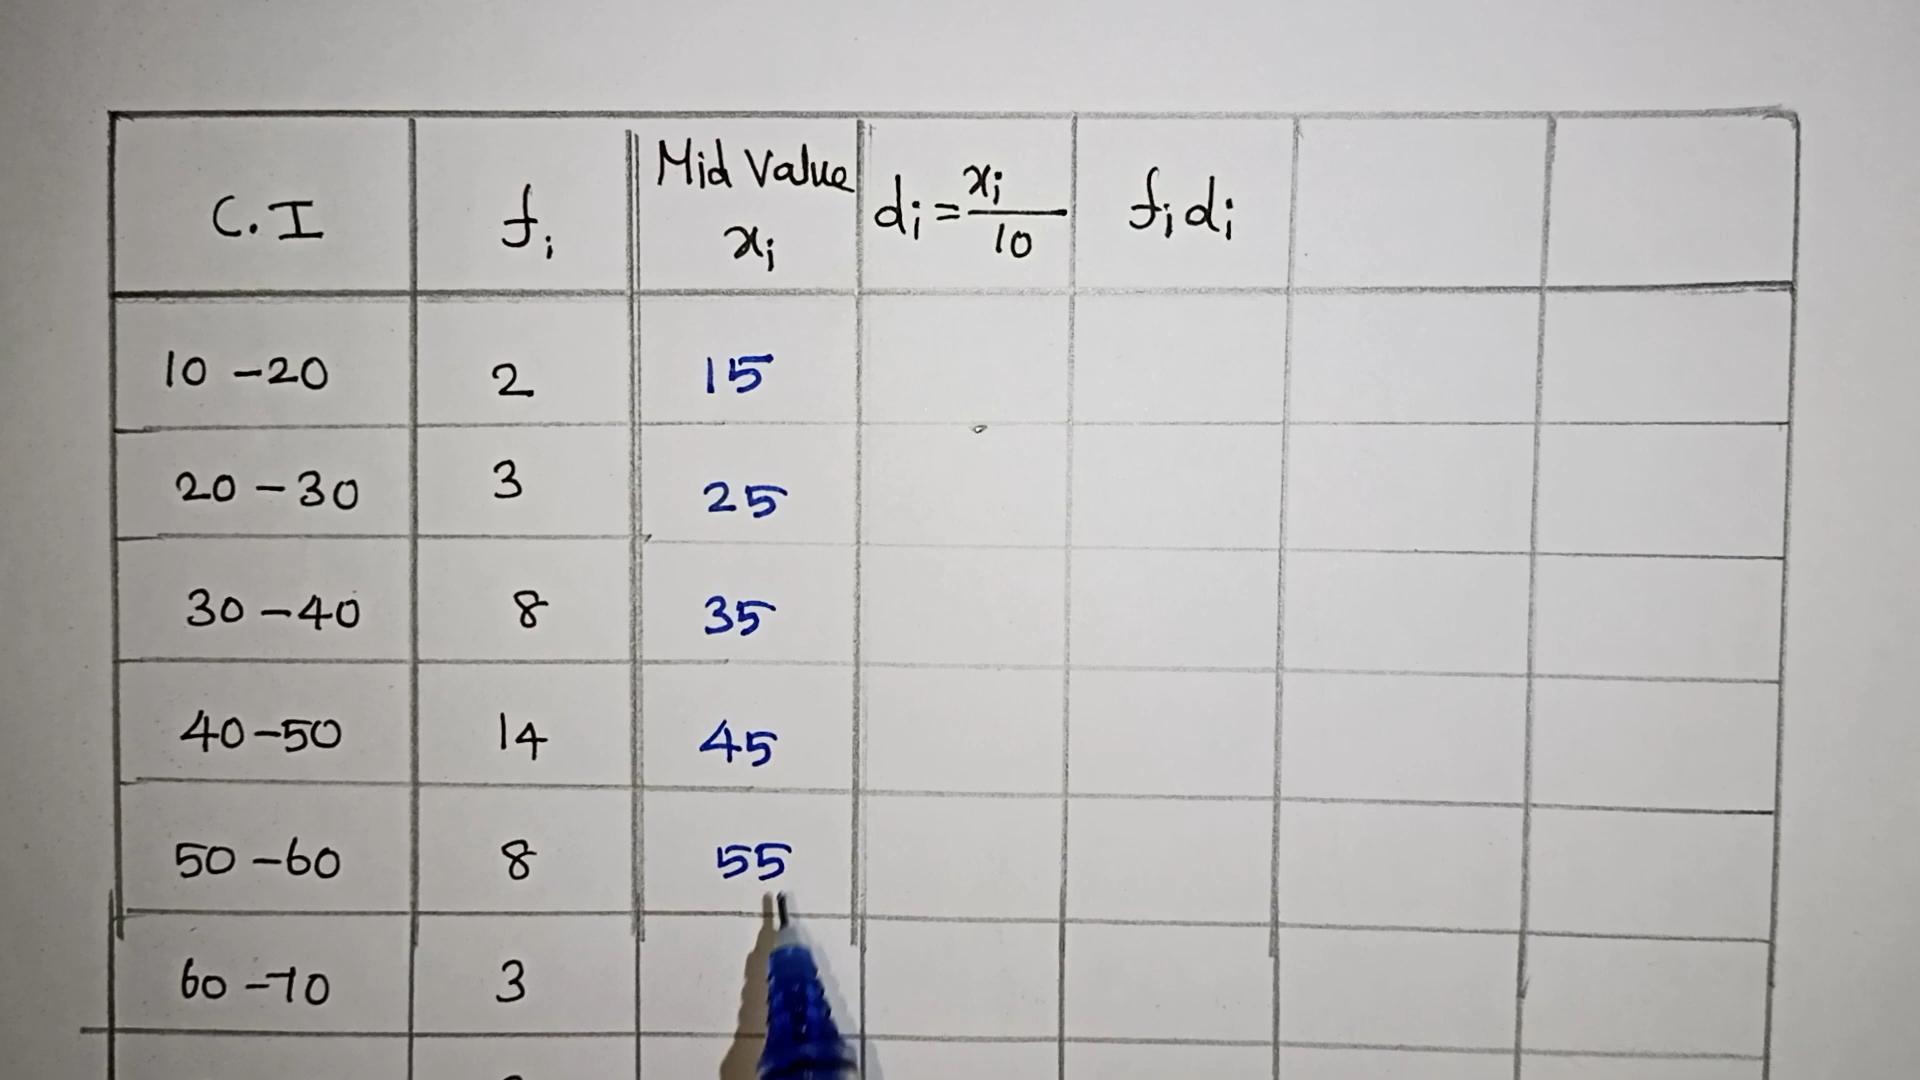 C.I fᵢ Mid Value xᵢ dᵢ = xᵢ/10 fᵢdᵢ
10 – 20 2 15
20 – 30 3 25
30 – 40 8 35
40 – 50 14 45
50 – 60 8 55
60 – 70 3